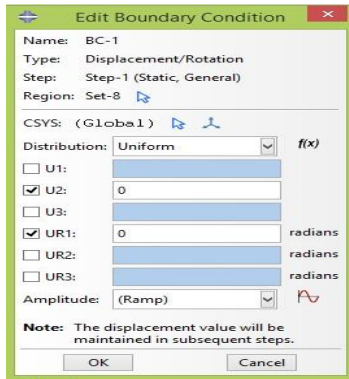 Edit Boundary Condition
Name: BC-1
Type: Displacement/Rotation
Step: Step-1 (Static, General)
Region: Set-8
CSYS: (Global)
Distribution: Uniform f(x)
U1:
U2: 0
U3:
UR1: 0 radians
UR2: radians
UR3: radians
Amplitude: (Ramp)
Note: The displacement value will be
maintained in subsequent steps.
OK Cancel